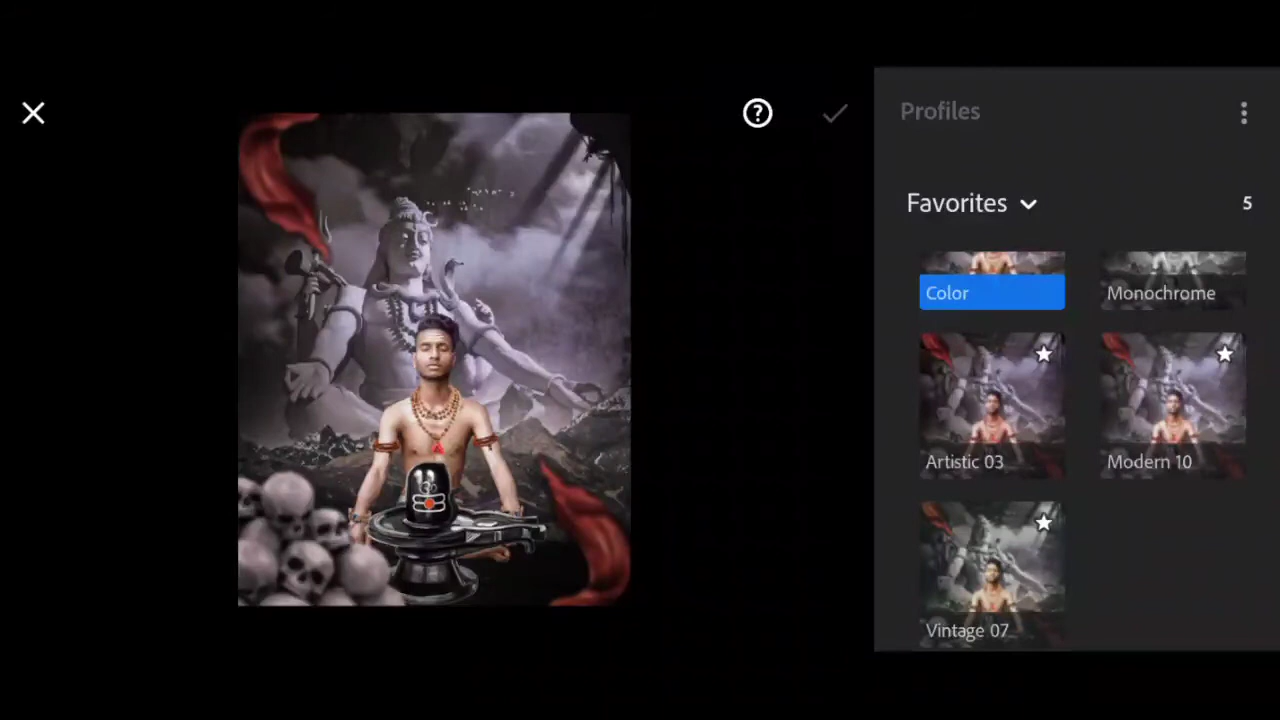 Profiles
Favorites
5
Color
Monochrome
Artistic 03
Modern 10
Vintage 07